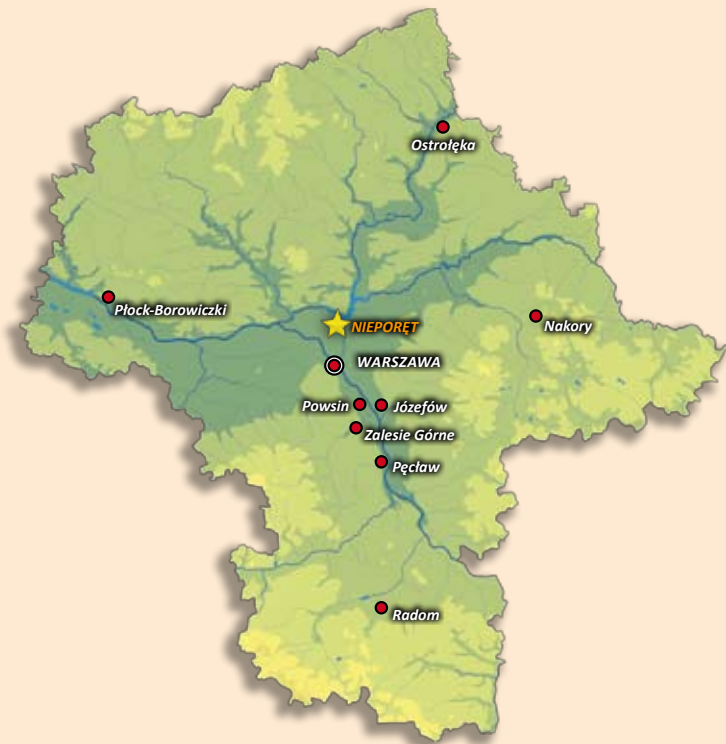 Ostrołęka
Płock-Borowiczki
NIEPORĘT
Nakory
WARSZAWA
Powsin
Józefów
Zalesie Górne
Pęcław
Radom